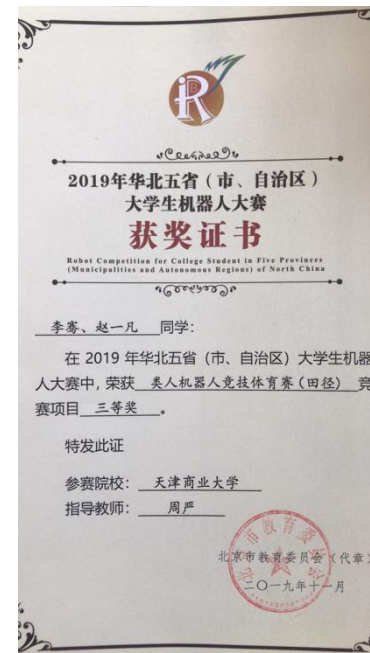 2019年华北五省（市、自治区）
大学生机器人大赛
获奖证书
Robot Competition for College Student in Five Provinces
(Municipalities and Autonomous Regions) of North China
李骞、赵一凡 同学：
在 2019 年华北五省（市、自治区）大学生机器
人大赛中，荣获 类人机器人竞技体育赛（田径） 竞
赛项目 三等奖 。
特发此证
参赛院校： 天津商业大学
指导教师： 周严
北京市教育委员会（代章）
二〇一九年十一月